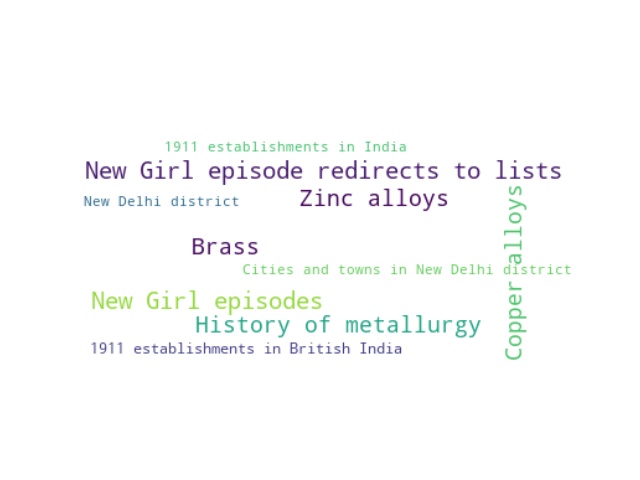 1911 establishments in India
New Girl episode redirects to lists
New Delhi district
Zinc alloys
Copper alloys
Brass
Cities and towns in New Delhi district
New Girl episodes
History of metallurgy
1911 establishments in British India